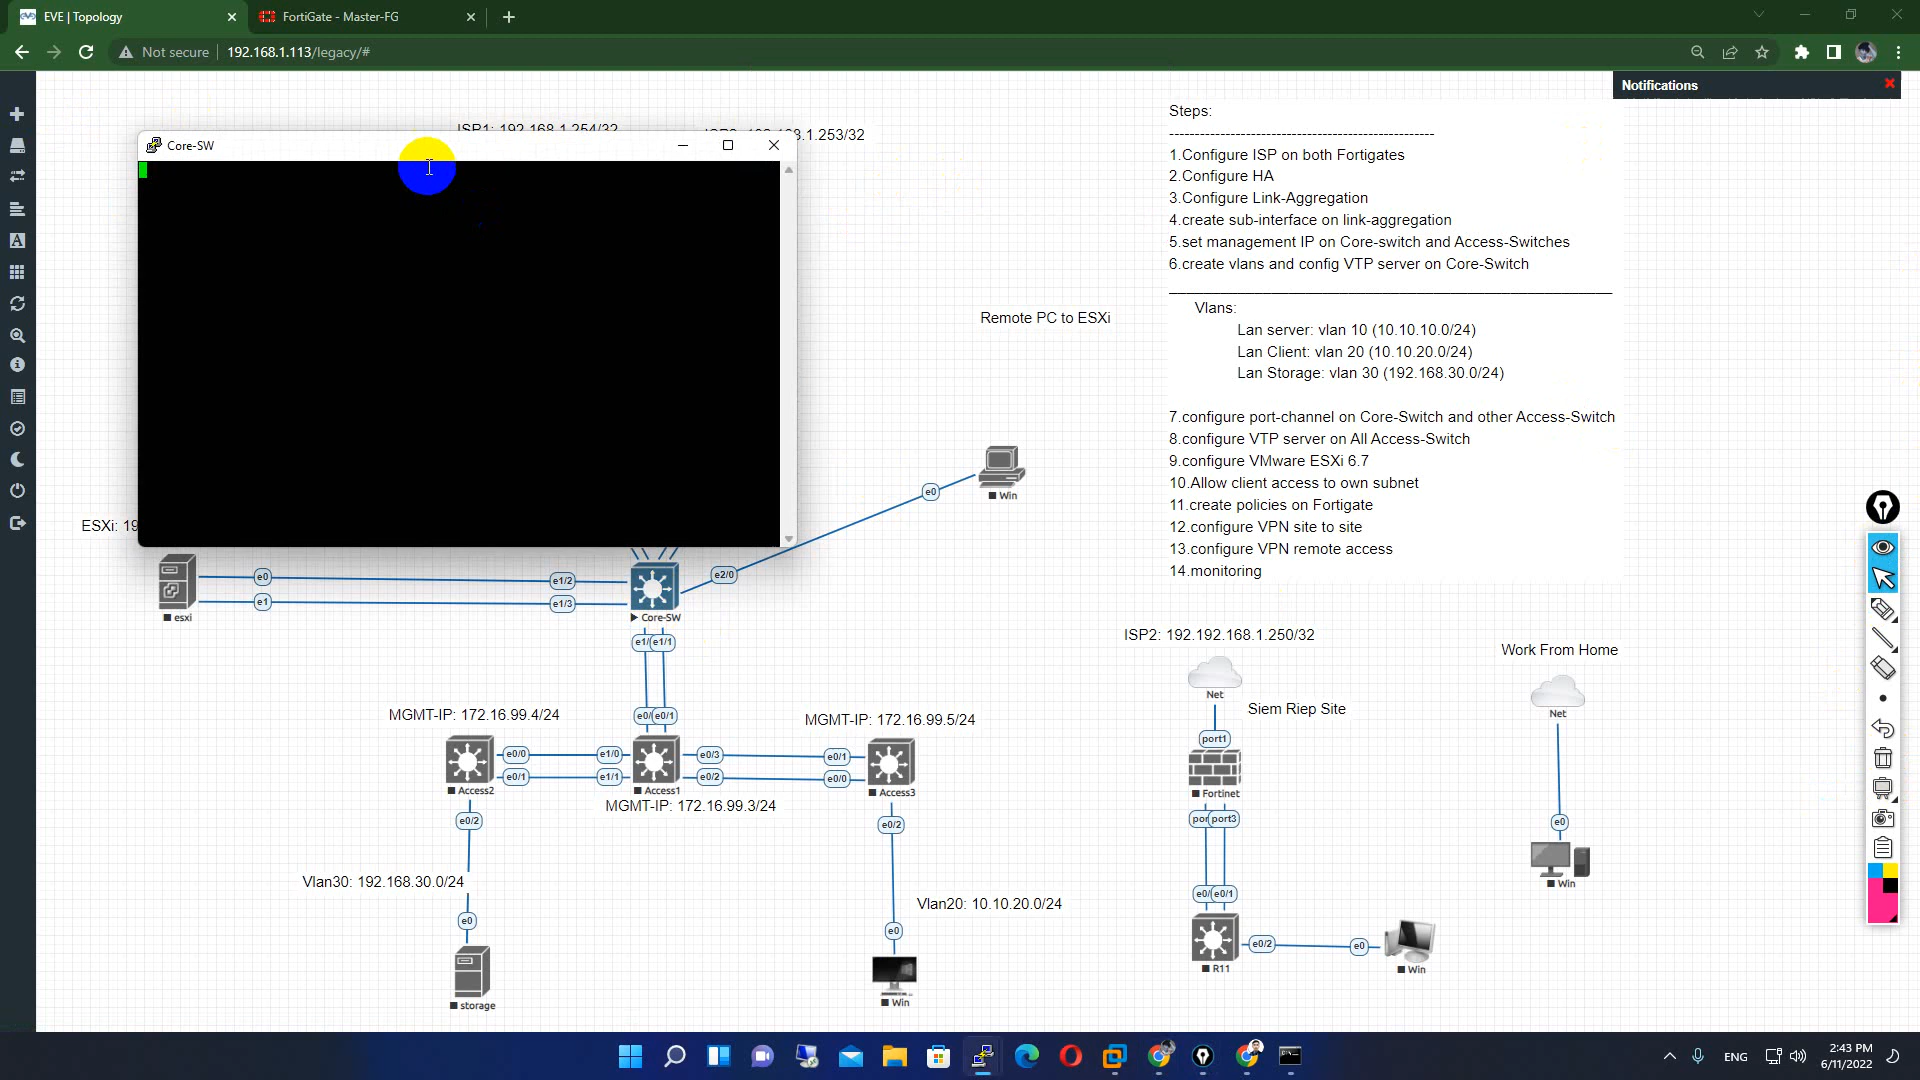 EVE | Topology
FortiGate - Master-FG
Not secure
192.168.1.113/legacy/#
Notifications
ISP1: 192.168.1.254/32
.1.253/32
Core-SW
Steps:
1.Configure ISP on both Fortigates
2.Configure HA
3.Configure Link-Aggregation
4.create sub-interface on link-aggregation
5.set management IP on Core-switch and Access-Switches
6.create vlans and config VTP server on Core-Switch
Vlans:
Lan server: vlan 10 (10.10.10.0/24)
Lan Client: vlan 20 (10.10.20.0/24)
Lan Storage: vlan 30 (192.168.30.0/24)
7.configure port-channel on Core-Switch and other Access-Switch
8.configure VTP server on All Access-Switch
9.configure VMware ESXi 6.7
10.Allow client access to own subnet
11.create policies on Fortigate
12.configure VPN site to site
13.configure VPN remote access
14.monitoring
Remote PC to ESXi
e0
Win
ESXi: 19
e0
e1/2
e2/0
e1
e1/3
esxi
Core-SW
e1/
e1/1
MGMT-IP: 172.16.99.4/24
e0/
e0/1
MGMT-IP: 172.16.99.5/24
e0/0
e1/0
e0/3
e0/1
e0/1
e1/1
e0/2
e0/0
Access2
Access1
Access3
MGMT-IP: 172.16.99.3/24
e0/2
e0/2
Vlan30: 192.168.30.0/24
Vlan20: 10.10.20.0/24
e0
e0
storage
Win
ISP2: 192.192.168.1.250/32
Net
Siem Riep Site
port1
Fortinet
por
port3
e0/
e0/1
e0/2
e0
R11
Win
Work From Home
Net
e0
Win
ENG
2:43 PM
6/11/2022